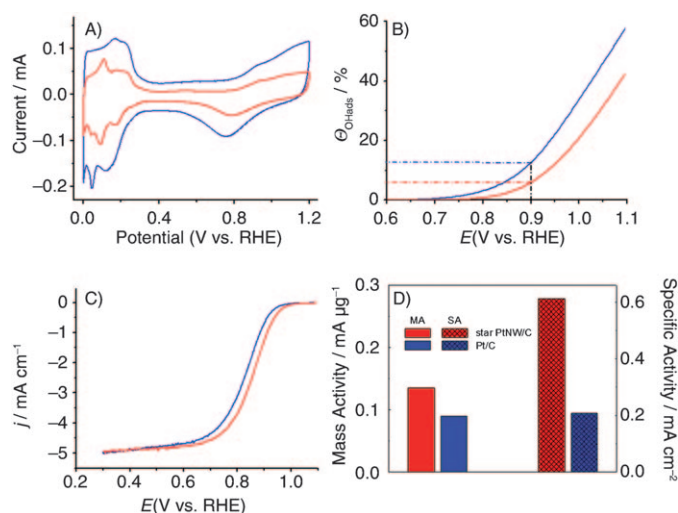 A)
Current / mA
0.1
0.0
−0.1
−0.2
0.0 0.4 0.8 1.2
Potential (V vs. RHE)
B)
Θ_OHads / %
60
40
20
0
0.6 0.7 0.8 0.9 1.0 1.1
E(V vs. RHE)
C)
j / mA cm⁻¹
0
−1
−2
−3
−4
−5
0.2 0.4 0.6 0.8 1.0
E(V vs. RHE)
D)
Mass Activity / mA µg⁻¹
0.3
0.2
0.1
0.0
MA SA
star PtNW/C
Pt/C
0.6
0.4
0.2
0.0
Specific Activity / mA cm⁻²